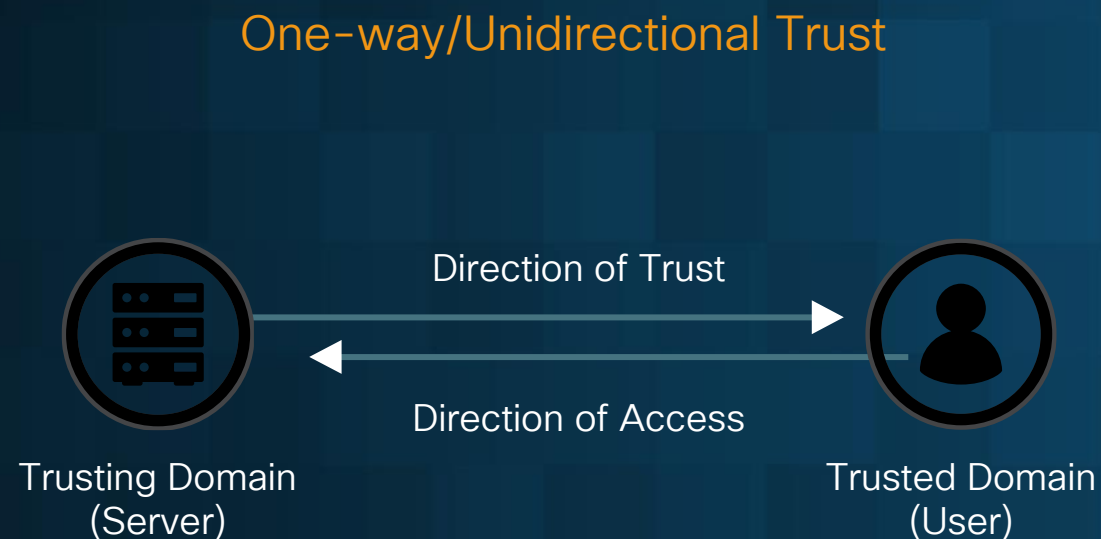 One-way/Unidirectional Trust
Direction of Trust
Direction of Access
Trusting Domain
(Server)
Trusted Domain
(User)